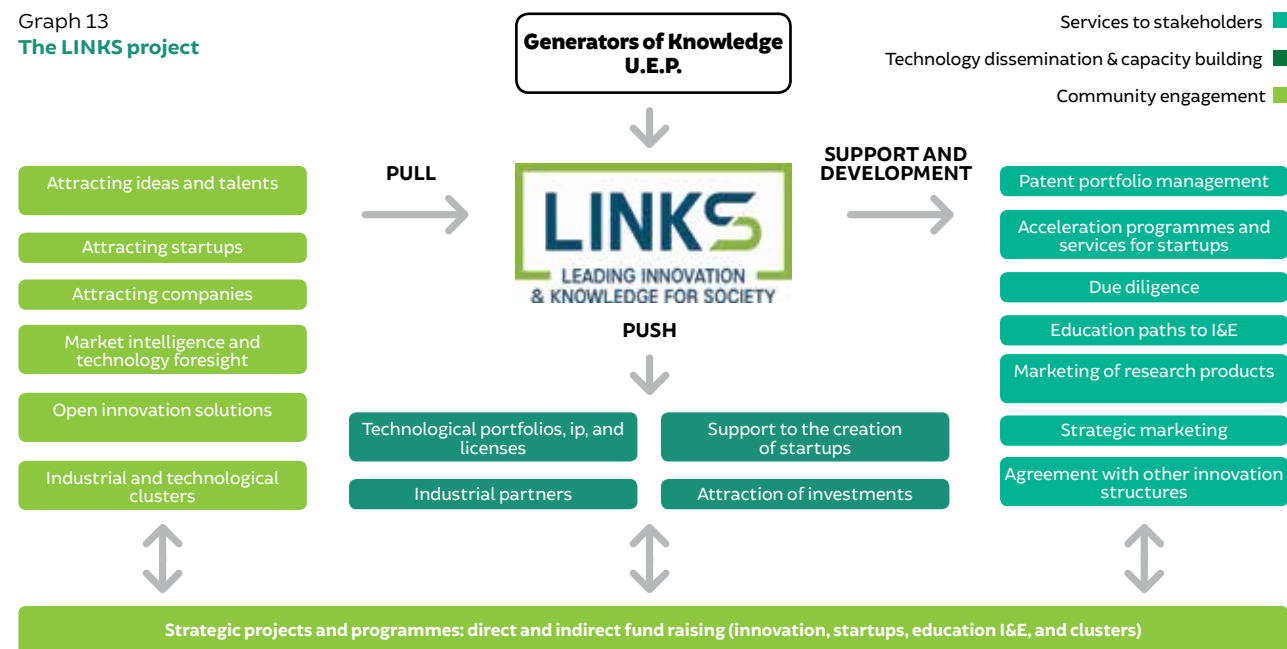 Graph 13
The LINKS project
Generators of Knowledge
U.E.P.
Services to stakeholders
Technology dissemination & capacity building
Community engagement
PULL
SUPPORT AND
DEVELOPMENT
Attracting ideas and talents
Attracting startups
Attracting companies
Market intelligence and
technology foresight
Open innovation solutions
Industrial and technological
clusters
LINKS
LEADING INNOVATION
& KNOWLEDGE FOR SOCIETY
PUSH
Technological portfolios, ip, and
licenses
Support to the creation
of startups
Industrial partners
Attraction of investments
Patent portfolio management
Acceleration programmes and
services for startups
Due diligence
Education paths to I&E
Marketing of research products
Strategic marketing
Agreement with other innovation
structures
Strategic projects and programmes: direct and indirect fund raising (innovation, startups, education I&E, and clusters)